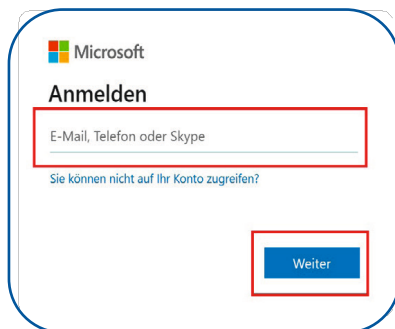 Microsoft
Anmelden
E-Mail, Telefon oder Skype
Sie können nicht auf Ihr Konto zugreifen?
Weiter